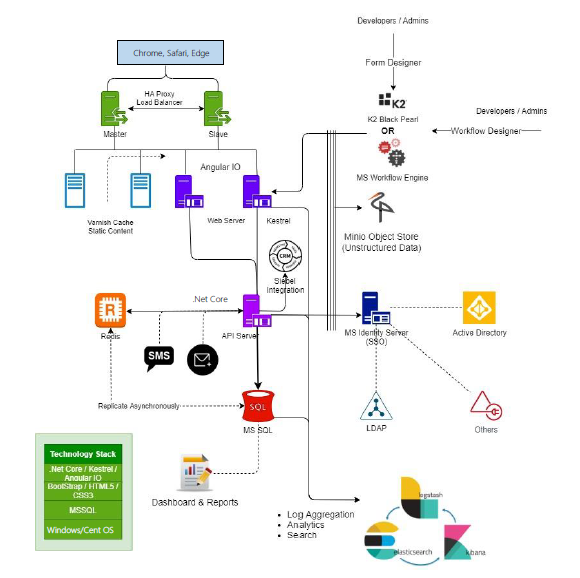 Developers / Admins
Chrome, Safari, Edge
Form Designer
HA Proxy
Load Balancer
K2
K2 Black Pearl
OR
Developers / Admins
Workflow Designer
Master
Slave
MS Workflow Engine
Angular IO
Varnish Cache
Static Content
Web Server
Kestrel
Minio Object Store
(Unstructured Data)
CRM
Siebel
Integration
.Net Core
Redis
API Server
MS Identity Server
(SSO)
Active Directory
SMS
Replicate Asynchronously
SQL
MS SQL
LDAP
Others
Technology Stack
.Net Core / Kestrel /
Angular IO
BootStrap / HTML5 /
CSS3
MSSQL
Windows/Cent OS
Dashboard & Reports
• Log Aggregation
• Analytics
• Search
logstash
elasticsearch
kibana